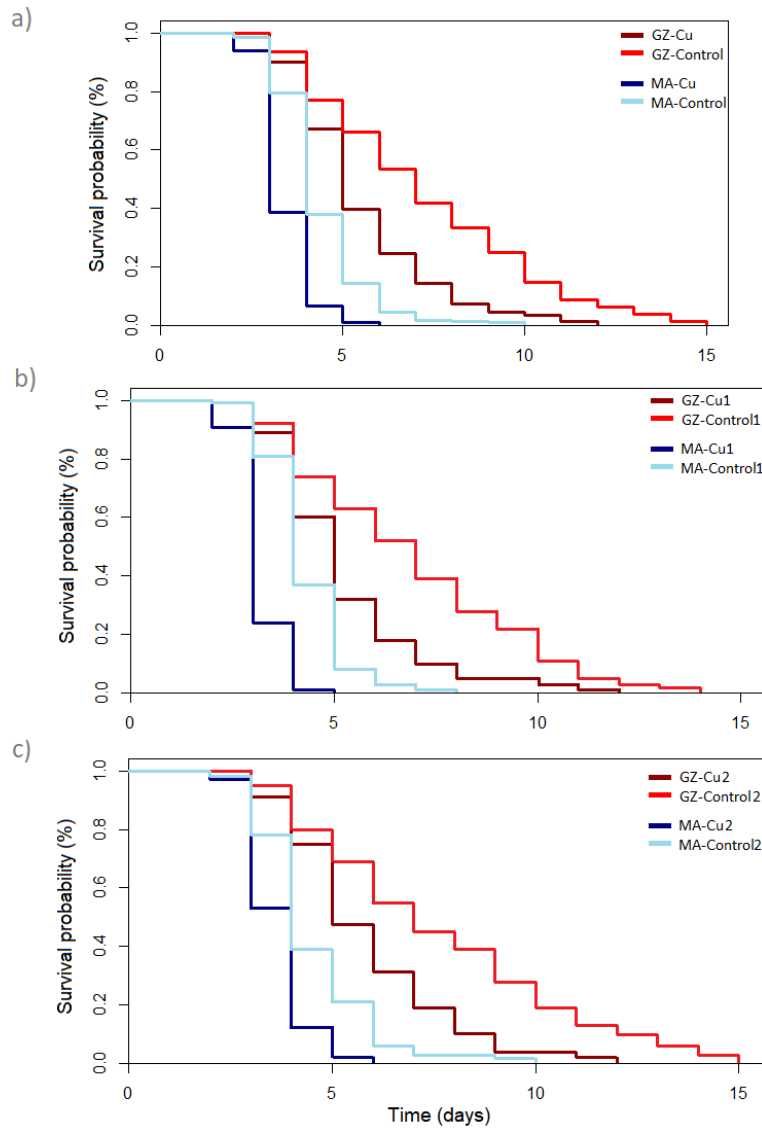 a)
GZ-Cu
GZ-Control
MA-Cu
MA-Control
Survival probability (%)
1.0
0.8
0.6
0.4
0.2
0.0
0 5 10 15
b)
GZ-Cu1
GZ-Control1
MA-Cu1
MA-Control1
Survival probability (%)
1.0
0.8
0.6
0.4
0.2
0.0
0 5 10 15
c)
GZ-Cu2
GZ-Control2
MA-Cu2
MA-Control2
Survival probability (%)
1.0
0.8
0.6
0.4
0.2
0.0
0 5 10 15
Time (days)